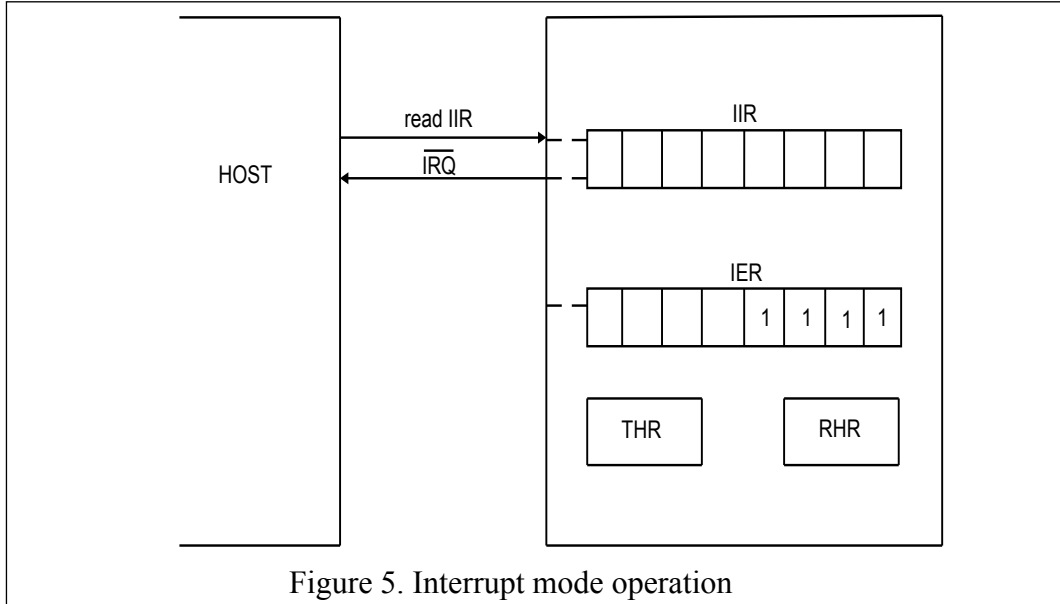 read IIR
IIR
HOST
IRQ
IER
1 1 1 1
THR
RHR
Figure 5. Interrupt mode operation